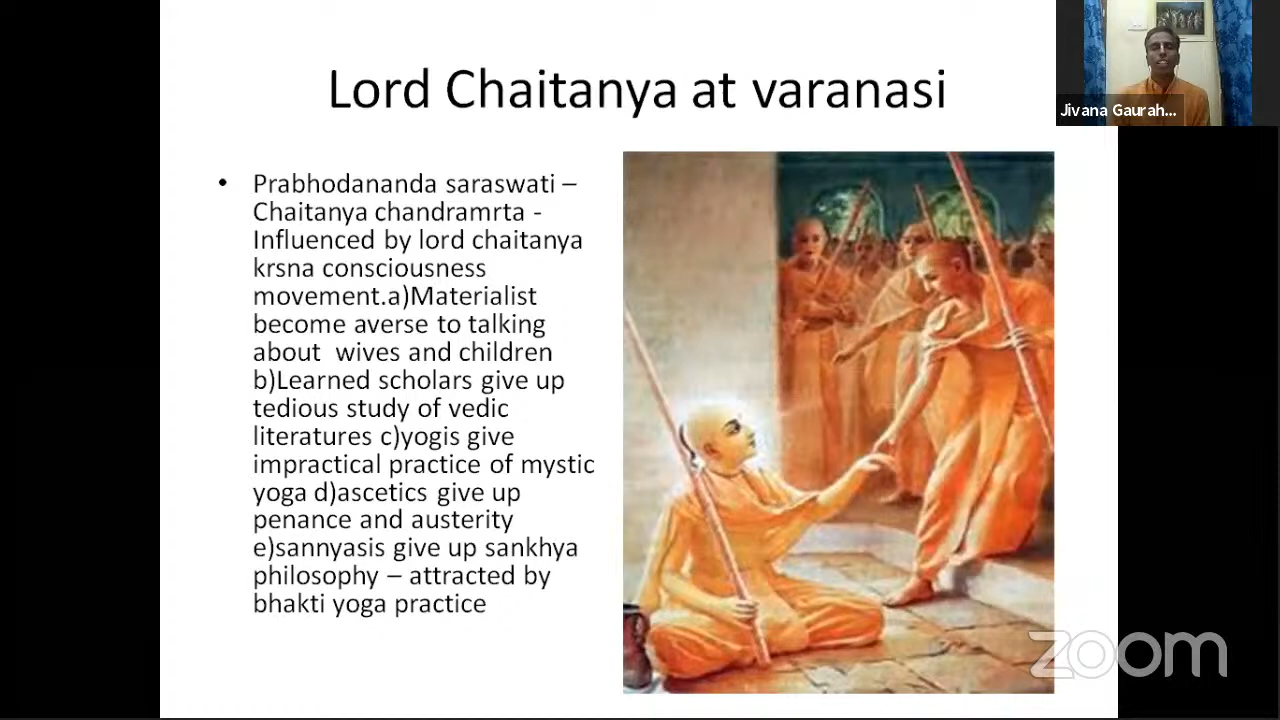 Lord Chaitanya at varanasi
Jivana Gaurah...
• Prabhodananda saraswati –
Chaitanya chandramrta -
Influenced by lord chaitanya
krsna consciousness
movement.a)Materialist
become averse to talking
about  wives and children
b)Learned scholars give up
tedious study of vedic
literatures c)yogis give
impractical practice of mystic
yoga d)ascetics give up
penance and austerity
e)sannyasis give up sankhya
philosophy – attracted by
bhakti yoga practice
zoom